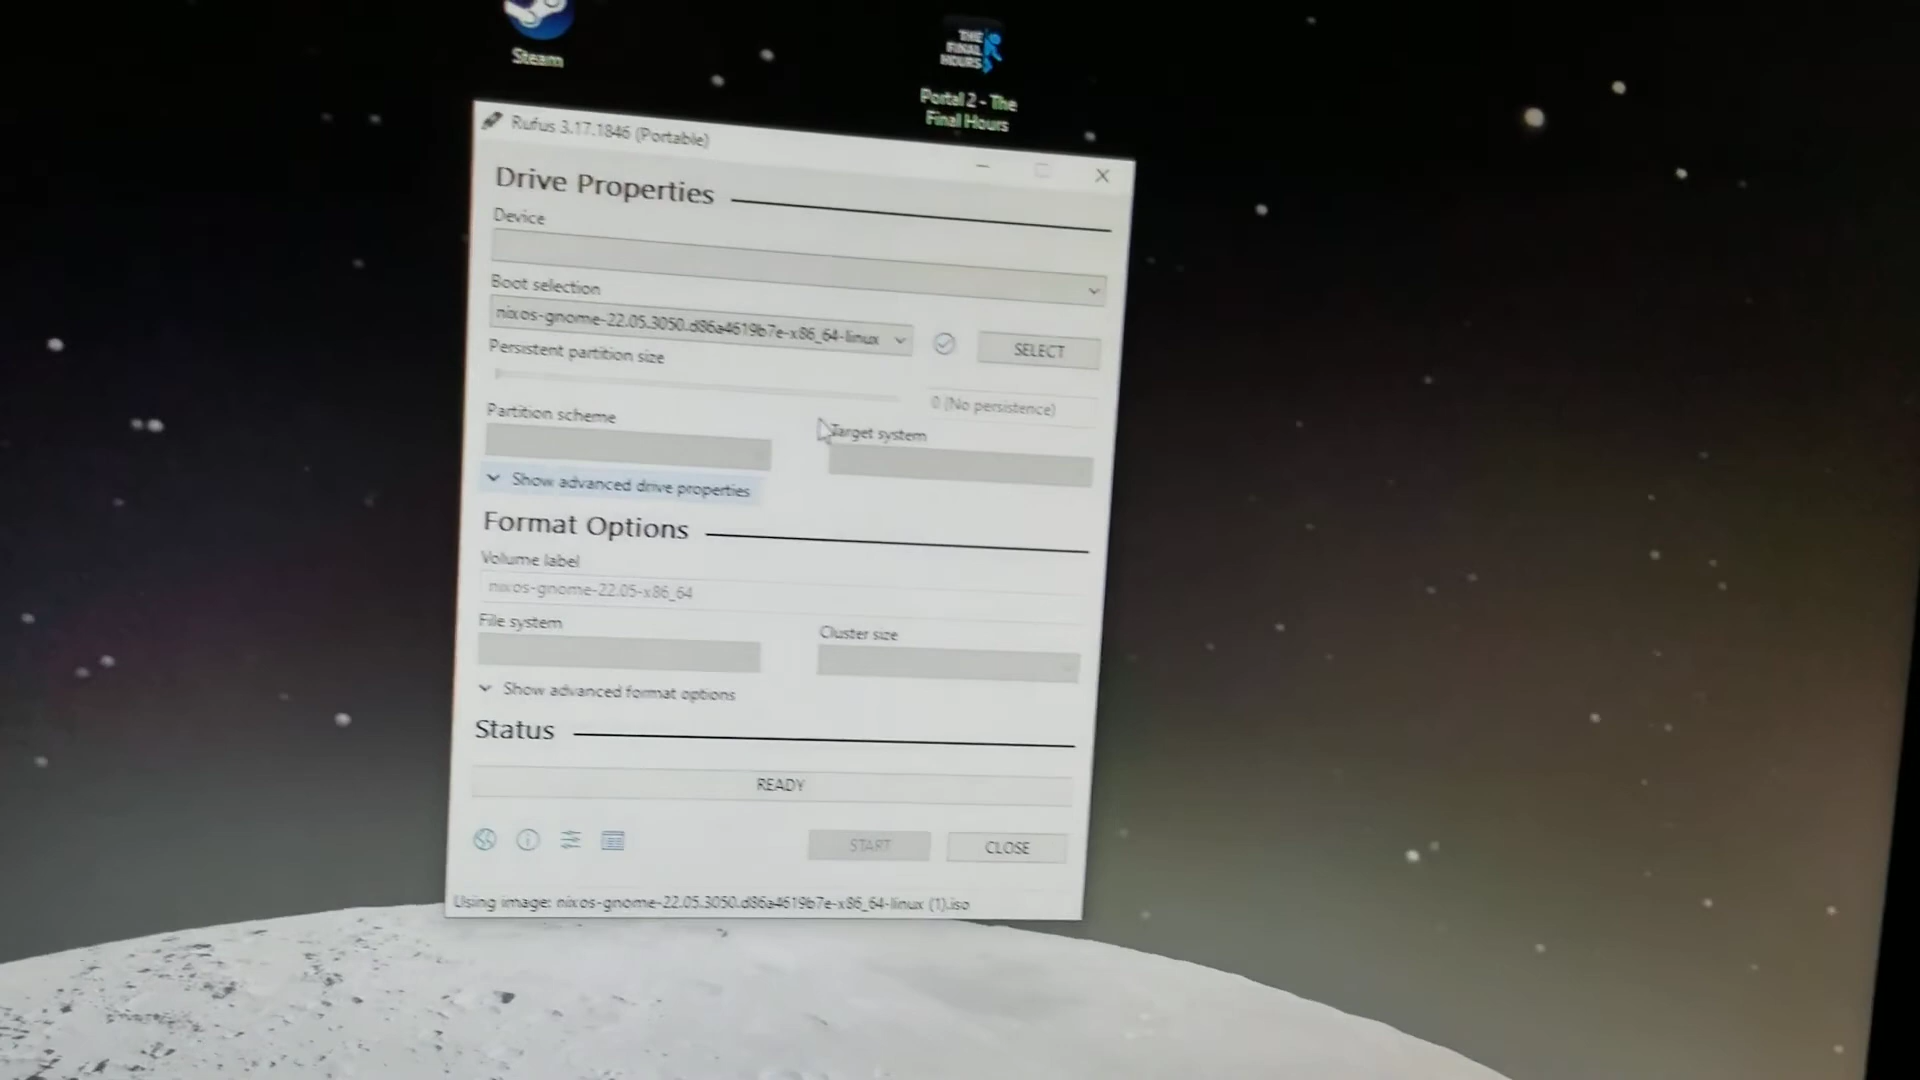 Steam
THE
FINAL
HOURS
Portal 2 - The
Final Hours
Rufus 3.17.1846 (Portable)
Drive Properties
Device
Boot selection
nixos-gnome-22.05.3050.d86a4619b7e-x86_64-linux
SELECT
Persistent partition size
0 (No persistence)
Partition scheme
Target system
Show advanced drive properties
Format Options
Volume label
nixos-gnome-22.05-x86_64
File system
Cluster size
Show advanced format options
Status
READY
START
CLOSE
Using image: nixos-gnome-22.05.3050.d86a4619b7e-x86_64-linux (1).iso